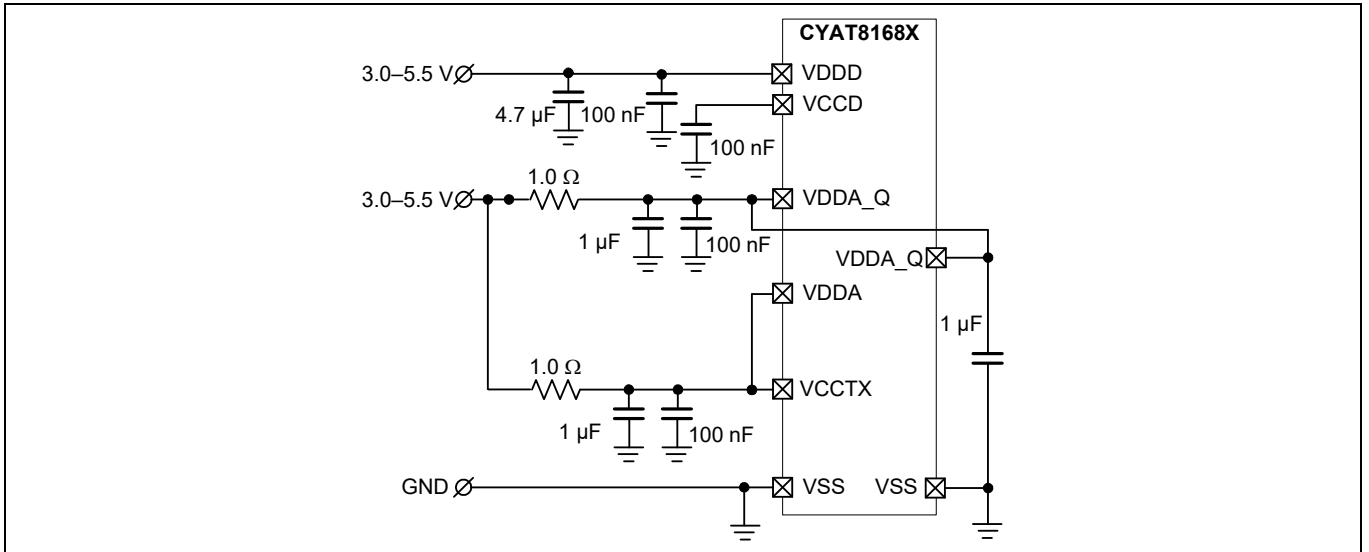 CYAT8168X
3.0–5.5 V
VDDD
VCCD
4.7 µF
100 nF
100 nF
1.0 Ω
3.0–5.5 V
VDDA_Q
1 µF
100 nF
VDDA_Q
VDDA
1 µF
1.0 Ω
VCCTX
1 µF
100 nF
GND
VSS
VSS